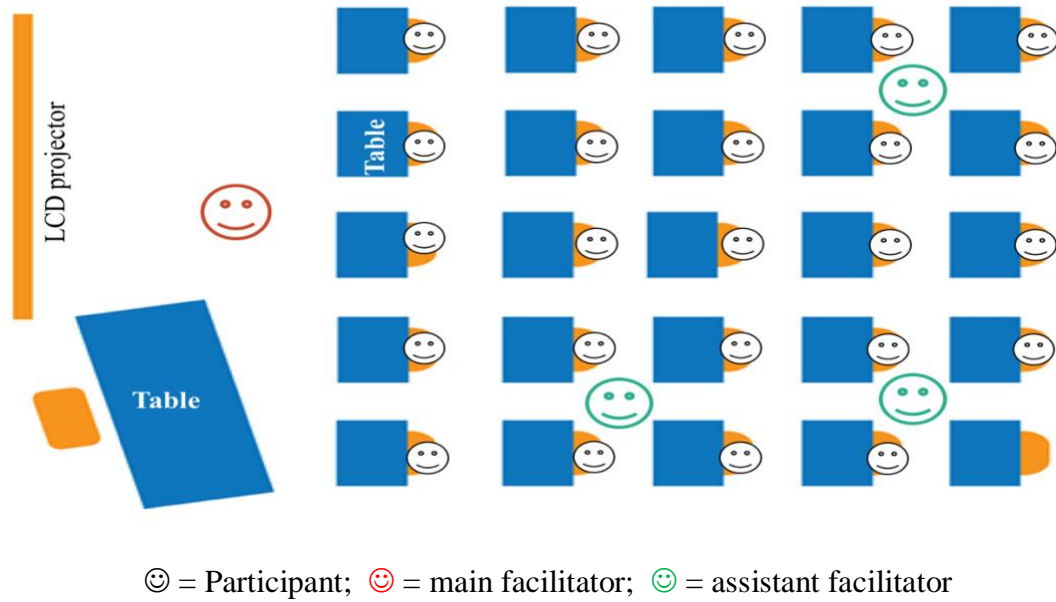 LCD projector
Table
Table
☺ = Participant; ☺ = main facilitator; ☺ = assistant facilitator